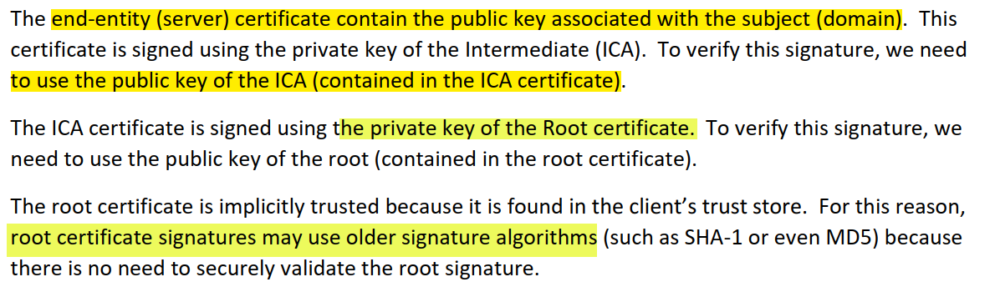 The end-entity (server) certificate contain the public key associated with the subject (domain).  This
certificate is signed using the private key of the Intermediate (ICA).  To verify this signature, we need
to use the public key of the ICA (contained in the ICA certificate).
The ICA certificate is signed using the private key of the Root certificate.  To verify this signature, we
need to use the public key of the root (contained in the root certificate).
The root certificate is implicitly trusted because it is found in the client’s trust store.  For this reason,
root certificate signatures may use older signature algorithms (such as SHA-1 or even MD5) because
there is no need to securely validate the root signature.